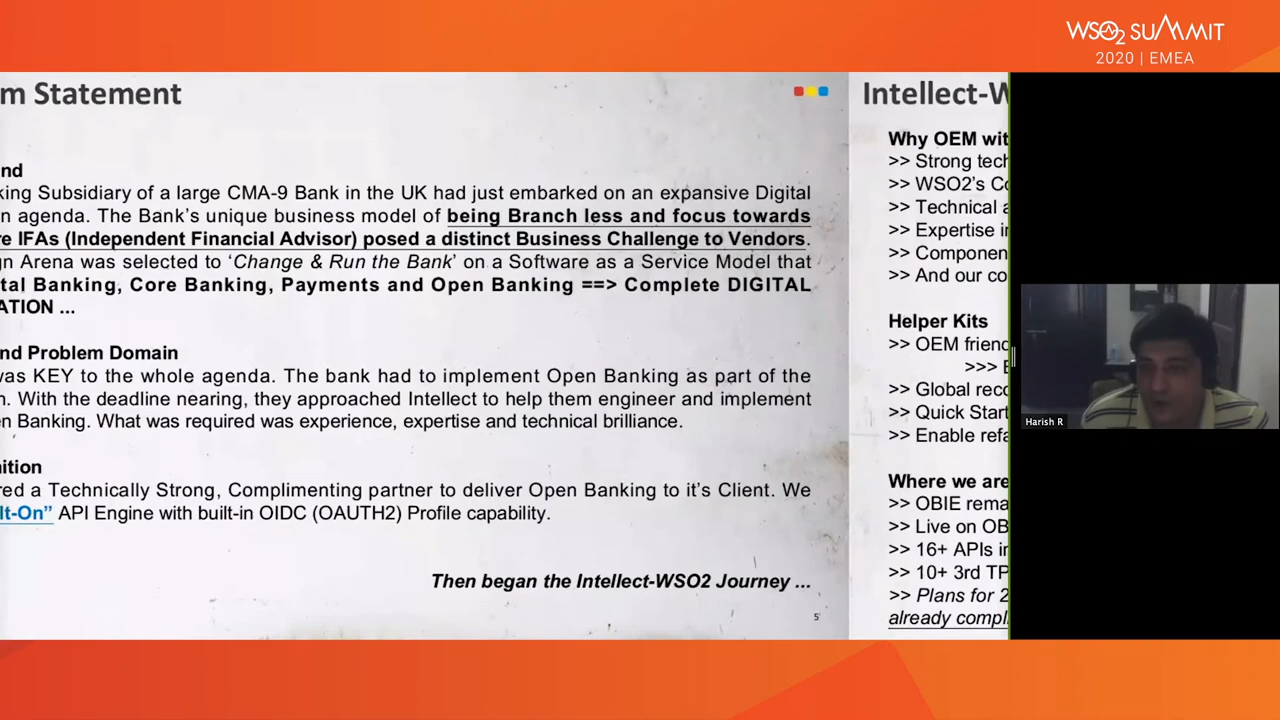 WSO2 SUMMIT
2020 | EMEA
m Statement
nd
king Subsidiary of a large CMA-9 Bank in the UK had just embarked on an expansive Digital
n agenda. The Bank's unique business model of being Branch less and focus towards
re IFAs (Independent Financial Advisor) posed a distinct Business Challenge to Vendors.
gn Arena was selected to 'Change & Run the Bank' on a Software as a Service Model that
tal Banking, Core Banking, Payments and Open Banking ==> Complete DIGITAL
ATION ...
nd Problem Domain
was KEY to the whole agenda. The bank had to implement Open Banking as part of the
n. With the deadline nearing, they approached Intellect to help them engineer and implement
en Banking. What was required was experience, expertise and technical brilliance.
nition
red a Technically Strong, Complimenting partner to deliver Open Banking to it's Client. We
lt-On” API Engine with built-in OIDC (OAUTH2) Profile capability.
Then began the Intellect-WSO2 Journey ...
5
Intellect-W
Why OEM wit
>> Strong tech
>> WSO2's Co
>> Technical a
>> Expertise in
>> Componen
>> And our co
Helper Kits
>> OEM frien
>>> E
>> Global reco
>> Quick Start
>> Enable refa
Where we are
>> OBIE rema
>> Live on OB
>> 16+ APIs in
>> 10+ 3rd TP
>> Plans for 2
already compl
Harish R